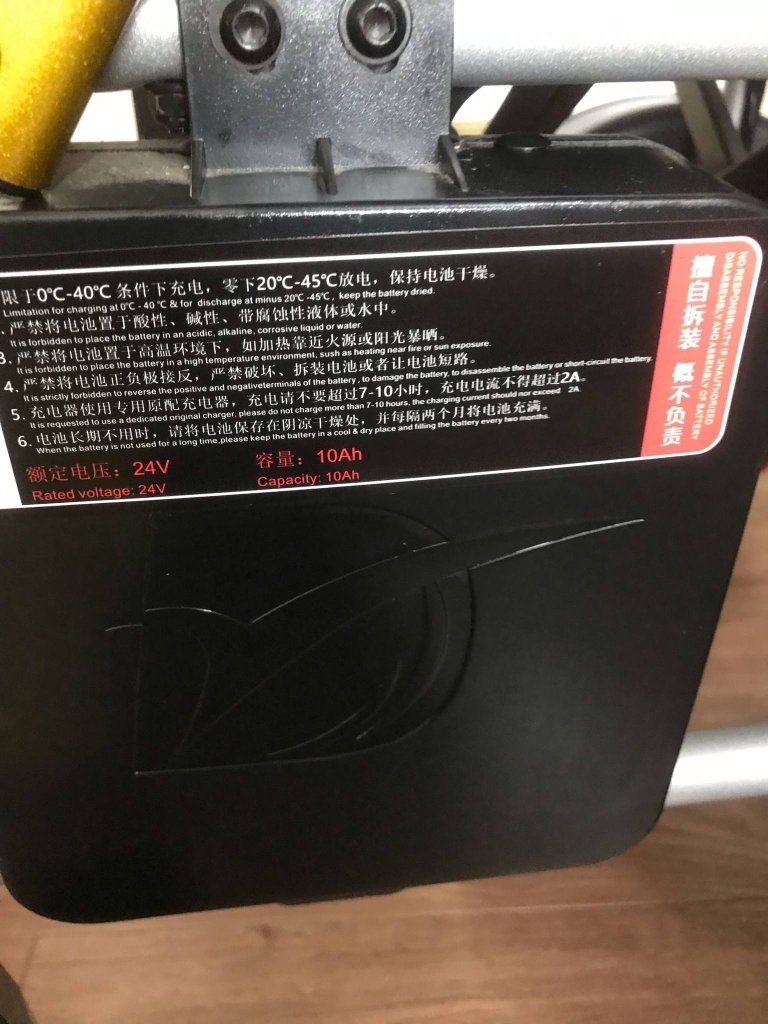 限于0℃-40℃ 条件下充电，零下20℃-45℃放电，保持电池干燥。
Limitation for charging at 0℃ - 40 ℃ & for discharge at minus 20℃ -45℃ , keep the battery dried.
严禁将电池置于酸性、碱性、带腐蚀性液体或水中。
It is forbidden to place the battery in an acidic, alkaline, corrosive liquid or water.
3. 严禁将电池置于高温环境下，如加热靠近火源或阳光暴晒。
It is forbidden to place the battery in a high temperature environment, sush as heating near fire or sun exposure.
4. 严禁将电池正负极接反，严禁破坏、拆装电池或者让电池短路。
It is strictly forbidden to reverse the positive and negativeterminals of the battery , to damage the battery, to disassemble the battery or short-circuit the battery.
5. 充电器使用专用原配充电器，充电请不要超过7-10小时，充电电流不得超过2A。
It is requested to use a dedicated original charger, please do not charge more than 7-10 hours, the charging current should nor exceed 2A.
6. 电池长期不用时，请将电池保存在阴凉干燥处，并每隔两个月将电池充满。
When the battery is not used for a long time,please keep the battery in a cool & dry place and filling the battery every two months.
额定电压：24V
容量：10Ah
Rated voltage: 24V
Capacity: 10Ah
擅自拆装 概不负责
NO RESPONSIBILITY IF UNAUTHORIZED
DISASSEMBLY AND ASSEMBLY OF BATTERY